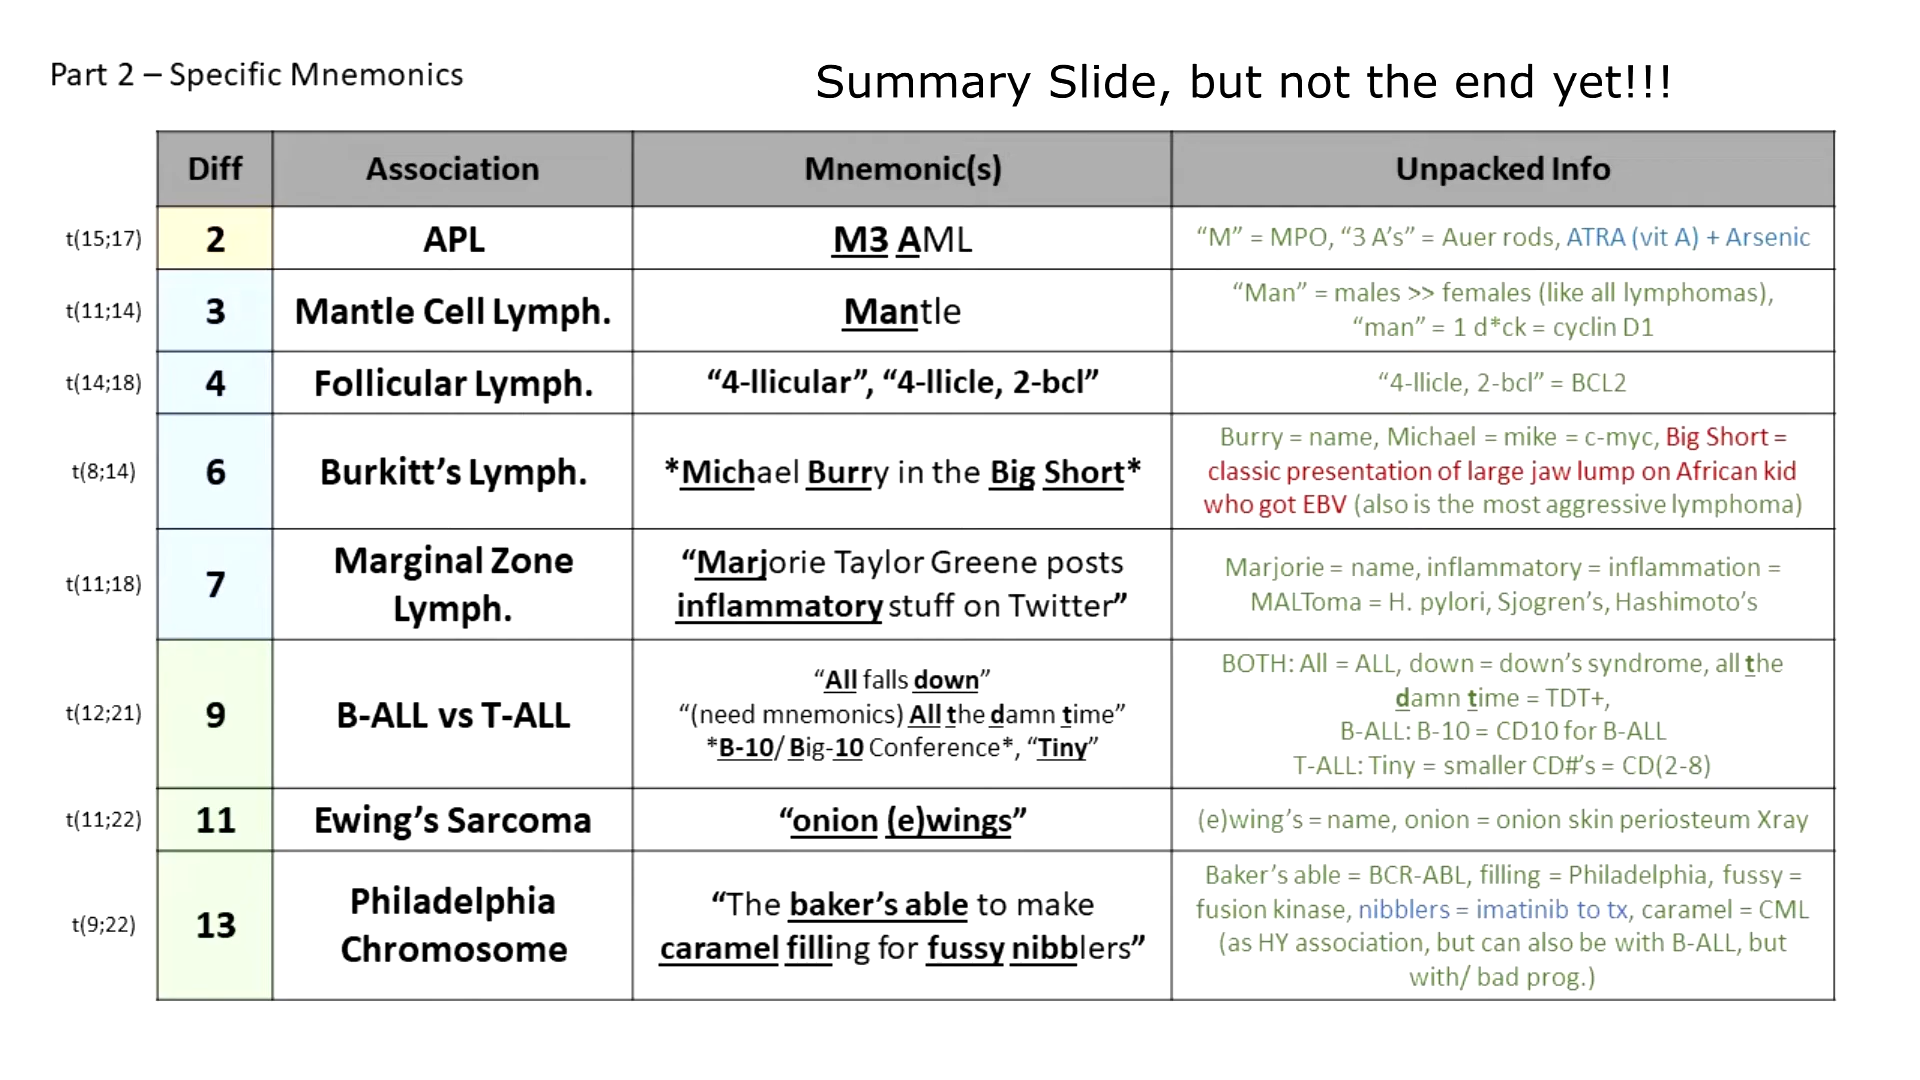 Part 2 – Specific Mnemonics
Summary Slide, but not the end yet!!!
Diff
Association
Mnemonic(s)
Unpacked Info
t(15;17)
2
APL
M3 AML
“M” = MPO, “3 A’s” = Auer rods, ATRA (vit A) + Arsenic
t(11;14)
3
Mantle Cell Lymph.
Mantle
“Man” = males >> females (like all lymphomas),
“man” = 1 d*ck = cyclin D1
t(14;18)
4
Follicular Lymph.
“4-llicular”, “4-llicle, 2-bcl”
“4-llicle, 2-bcl” = BCL2
t(8;14)
6
Burkitt’s Lymph.
*Michael Burry in the Big Short*
Burry = name, Michael = mike = c-myc, Big Short =
classic presentation of large jaw lump on African kid
who got EBV (also is the most aggressive lymphoma)
t(11;18)
7
Marginal Zone
Lymph.
“Marjorie Taylor Greene posts
inflammatory stuff on Twitter”
Marjorie = name, inflammatory = inflammation =
MALToma = H. pylori, Sjogren’s, Hashimoto’s
t(12;21)
9
B-ALL vs T-ALL
“All falls down”
“(need mnemonics) All the damn time”
*B-10/ Big-10 Conference*, “Tiny”
BOTH: All = ALL, down = down’s syndrome, all the
damn time = TDT+,
B-ALL: B-10 = CD10 for B-ALL
T-ALL: Tiny = smaller CD#’s = CD(2-8)
t(11;22)
11
Ewing’s Sarcoma
“onion (e)wings”
(e)wing’s = name, onion = onion skin periosteum Xray
t(9;22)
13
Philadelphia
Chromosome
“The baker’s able to make
caramel filling for fussy nibblers”
Baker’s able = BCR-ABL, filling = Philadelphia, fussy =
fusion kinase, nibblers = imatinib to tx, caramel = CML
(as HY association, but can also be with B-ALL, but
with/ bad prog.)